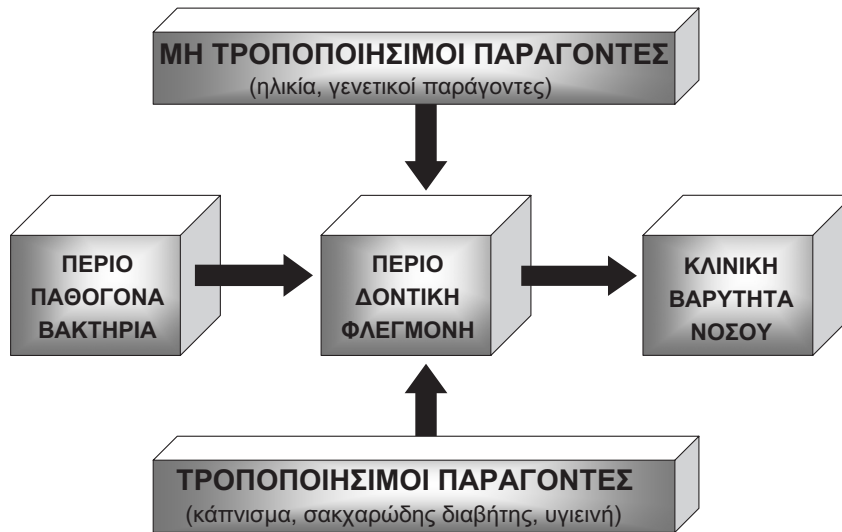 ΜΗ ΤΡΟΠΟΠΟΙΗΣΙΜΟΙ ΠΑΡΑΓΟΝΤΕΣ
(ηλικία, γενετικοί παράγοντες)
ΠΕΡΙΟ
ΠΑΘΟΓΟΝΑ
ΒΑΚΤΗΡΙΑ
ΠΕΡΙΟ
ΔΟΝΤΙΚΗ
ΦΛΕΓΜΟΝΗ
ΚΛΙΝΙΚΗ
ΒΑΡΥΤΗΤΑ
ΝΟΣΟΥ
ΤΡΟΠΟΠΟΙΗΣΙΜΟΙ ΠΑΡΑΓΟΝΤΕΣ
(κάπνισμα, σακχαρώδης διαβήτης, υγιεινή)